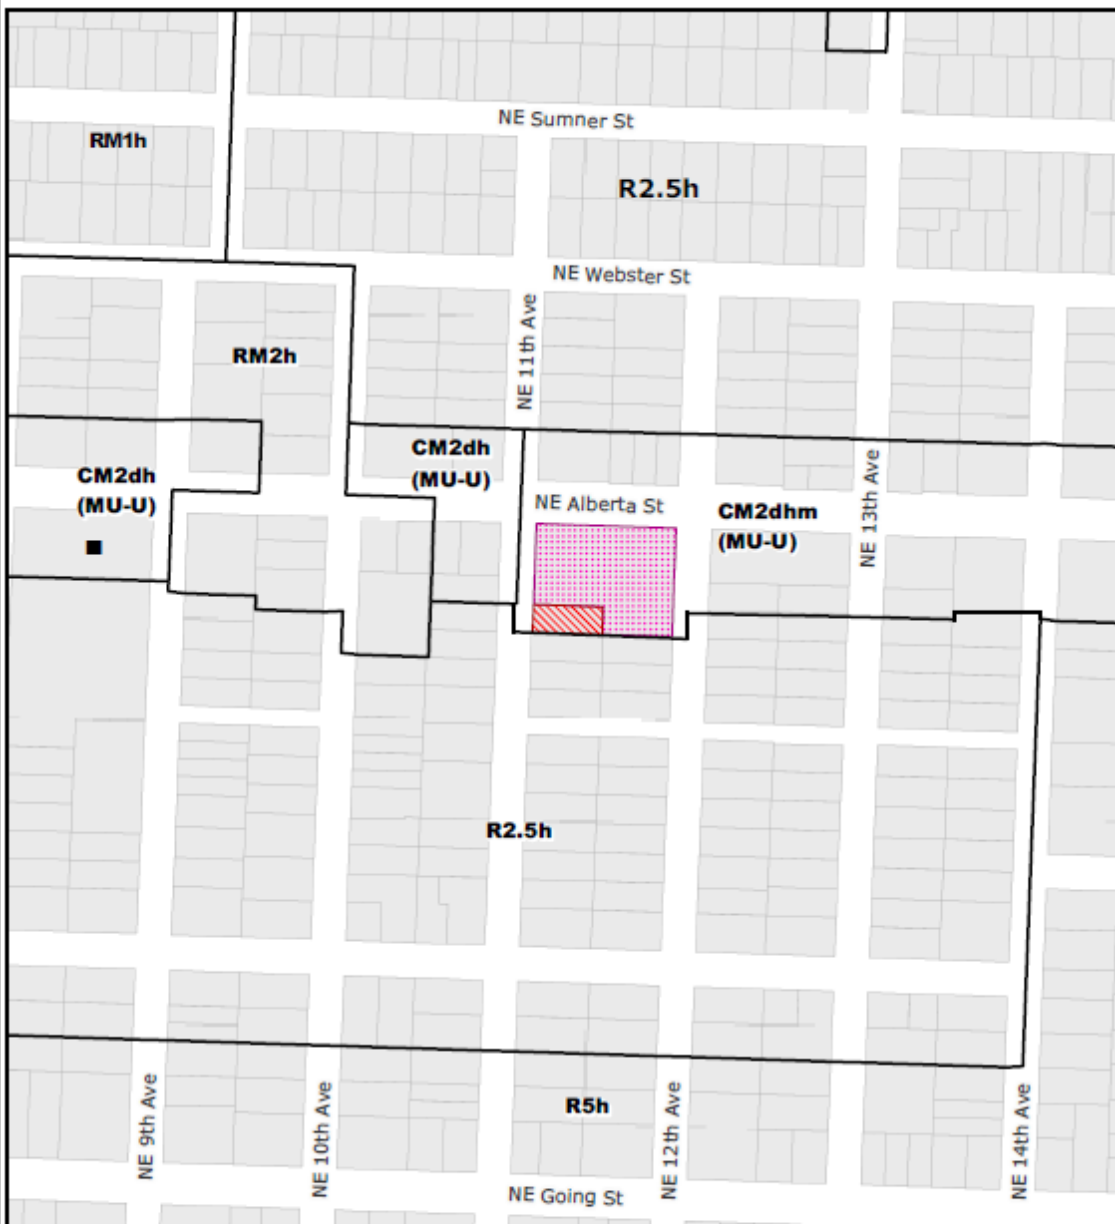 NE Sumner St
RM1h
R2.5h
NE Webster St
NE 11th Ave
RM2h
CM2dh
(MU-U)
CM2dh
(MU-U)
NE Alberta St
CM2dhm
(MU-U)
NE 13th Ave
R2.5h
NE 9th Ave
NE 10th Ave
R5h
NE 12th Ave
NE 14th Ave
NE Going St